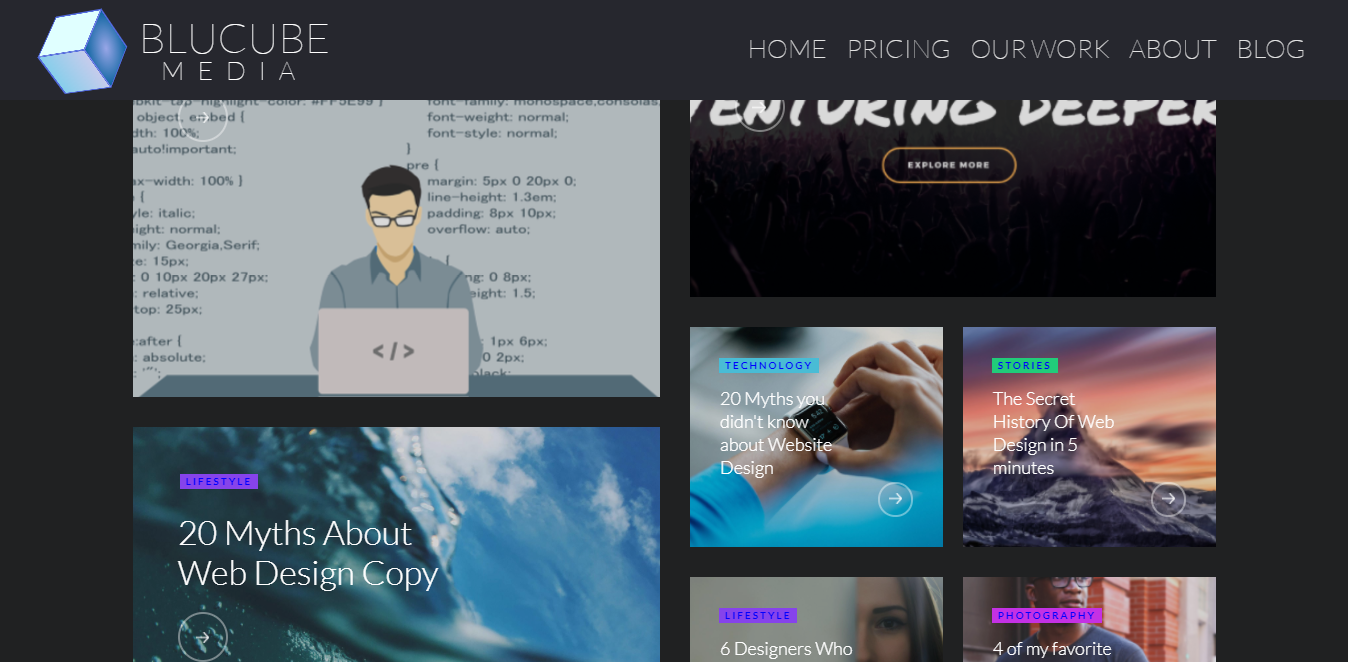 BLUCUBE
MEDIA
HOME PRICING OUR WORK ABOUT BLOG
bkit-tap-highlight-color: #FF5E99 }
object, embed {
dth: 100%;
auto!important;
ax-width: 100% }
{
yle: italic;
ight: normal;
mily: Georgia,Serif;
e: 15px;
: 0 10px 20px 27px;
: relative;
top: 25px;
:after {
: absolute;
font-family: monospace,consolas
font-weight: normal;
font-style: normal;
}
pre {
margin: 5px 0 20px 0;
line-height: 1.3em;
padding: 8px 10px;
overflow: auto;
{
ng: 0 8px;
eight: 1.5;
: 1px 6px;
0 2px;
black;
</>
VENTURING DEEPER
EXPLORE MORE
TECHNOLOGY
20 Myths you
didn't know
about Website
Design
STORIES
The Secret
History Of Web
Design in 5
minutes
LIFESTYLE
20 Myths About
Web Design Copy
LIFESTYLE
6 Designers Who
PHOTOGRAPHY
4 of my favorite